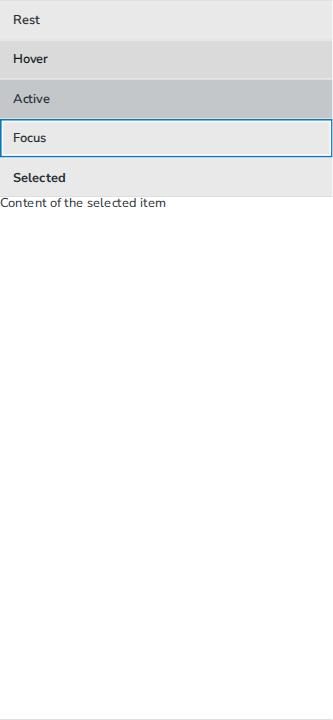 Rest
Hover
Active
Focus
Selected
Content of the selected item